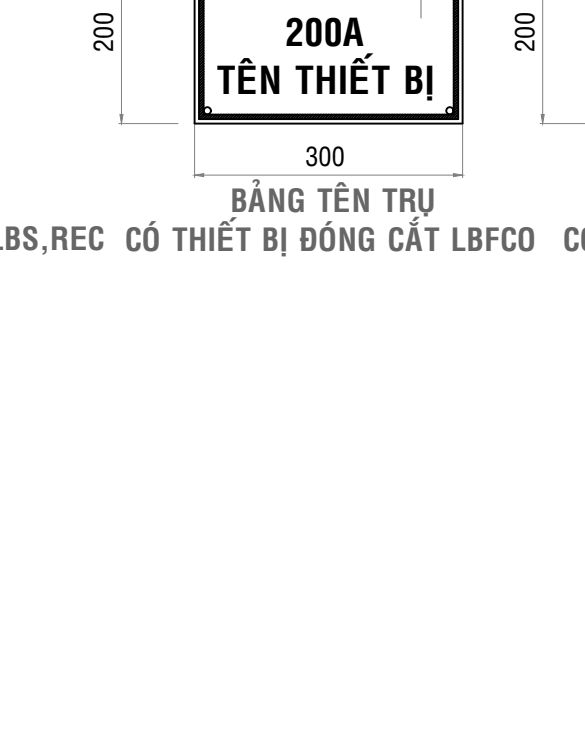 200
200A
TÊN THIẾT BỊ
200
300
BẢNG TÊN TRỤ
LBS,REC CÓ THIẾT BỊ ĐÓNG CẮT LBFCO